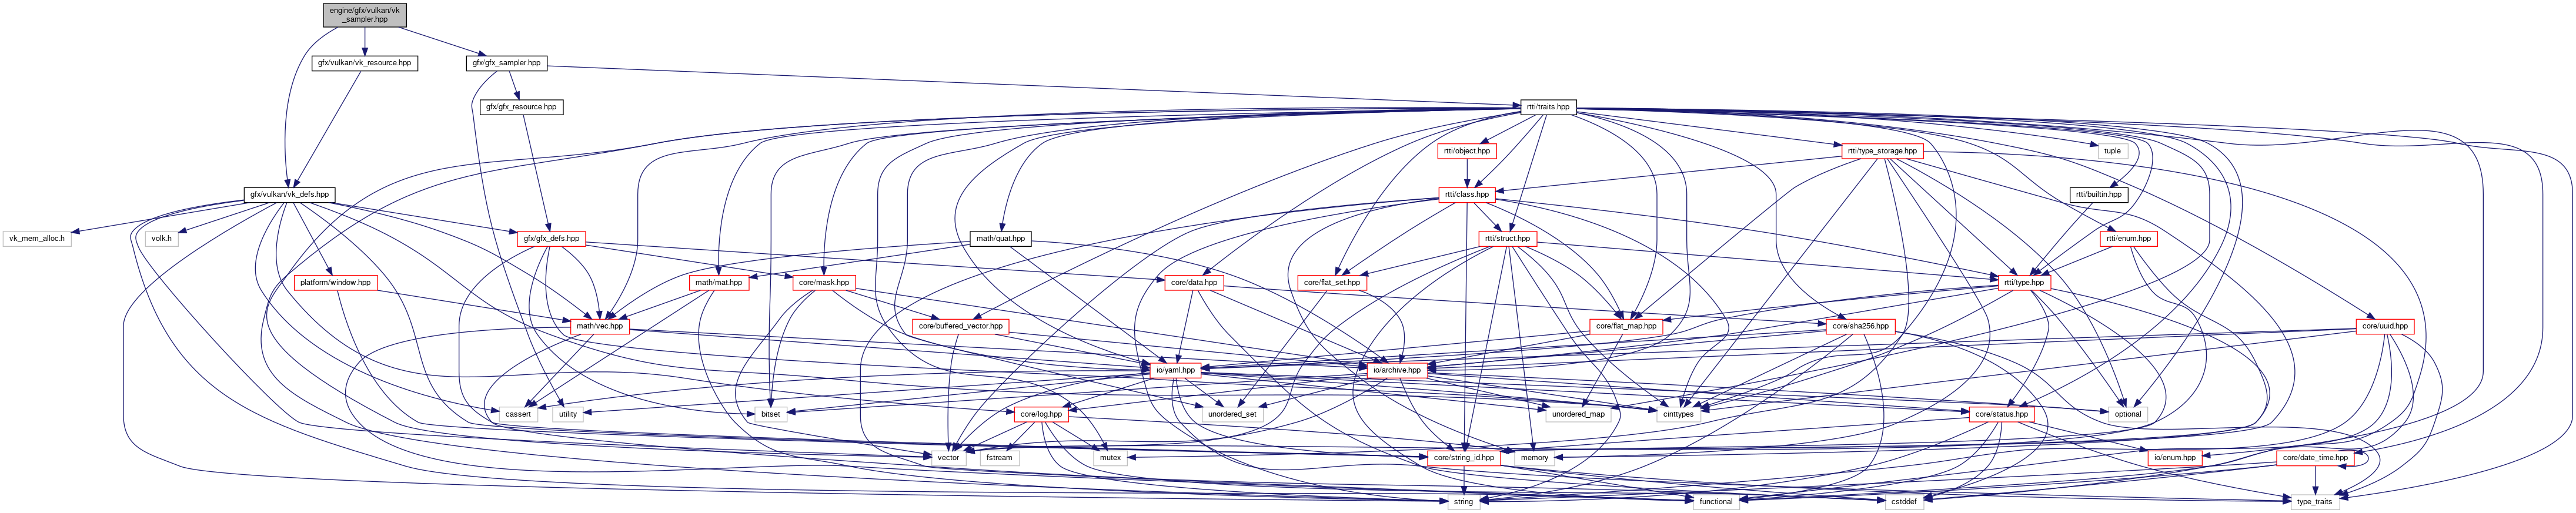 engine/gfx/vulkan/vk
_sampler.hpp
gfx/vulkan/vk_resource.hpp
gfx/gfx_sampler.hpp
gfx/gfx_resource.hpp
rtti/traits.hpp
rtti/object.hpp
rtti/type_storage.hpp
tuple
gfx/vulkan/vk_defs.hpp
rtti/class.hpp
rtti/builtin.hpp
vk_mem_alloc.h
volk.h
gfx/gfx_defs.hpp
math/quat.hpp
rtti/struct.hpp
rtti/enum.hpp
platform/window.hpp
math/mat.hpp
core/mask.hpp
core/data.hpp
core/flat_set.hpp
rtti/type.hpp
math/vec.hpp
core/buffered_vector.hpp
core/flat_map.hpp
core/sha256.hpp
core/uuid.hpp
io/yaml.hpp
io/archive.hpp
cassert
utility
bitset
core/log.hpp
unordered_set
unordered_map
cinttypes
core/status.hpp
optional
vector
fstream
mutex
core/string_id.hpp
memory
io/enum.hpp
core/date_time.hpp
string
functional
cstddef
type_traits